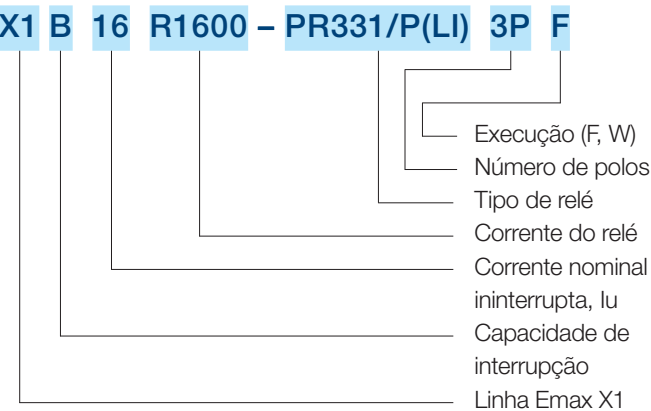 X1 B 16 R1600 – PR331/P(LI) 3P F
Execução (F, W)
Número de polos
Tipo de relé
Corrente do relé
Corrente nominal
ininterrupta, Iu
Capacidade de
interrupção
Linha Emax X1